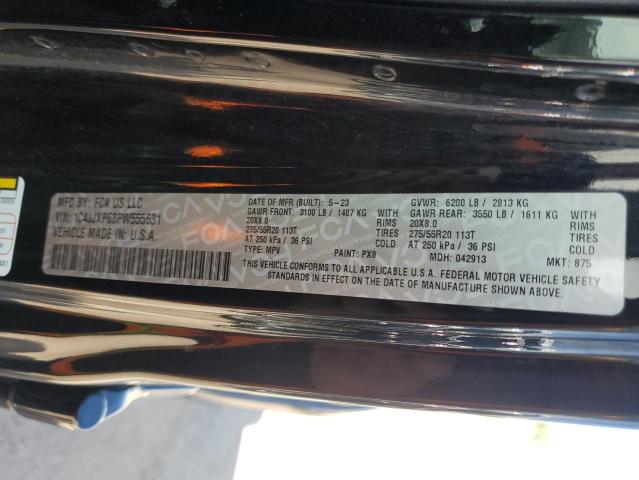 MFD. BY: FCA US LLC
VIN: 1C4JJXP68PW555631
VEHICLE MADE IN: U.S.A.
DATE OF MFR (BUILT): 5-23
GVWR: 6200 LB / 2813 KG
GAWR FRONT: 3100 LB / 1407 KG WITH
GAWR REAR: 3550 LB / 1611 KG WITH
20X8.0 RIMS
20X8.0 RIMS
275/55R20 113T TIRES
275/55R20 113T TIRES
AT 250 kPa / 36 PSI COLD
AT 250 kPa / 36 PSI COLD
TYPE: MPV PAINT: PX8 MDH: 042913 MKT: 875
THIS VEHICLE CONFORMS TO ALL APPLICABLE U.S.A. FEDERAL MOTOR VEHICLE SAFETY
STANDARDS IN EFFECT ON THE DATE OF MANUFACTURE SHOWN ABOVE.